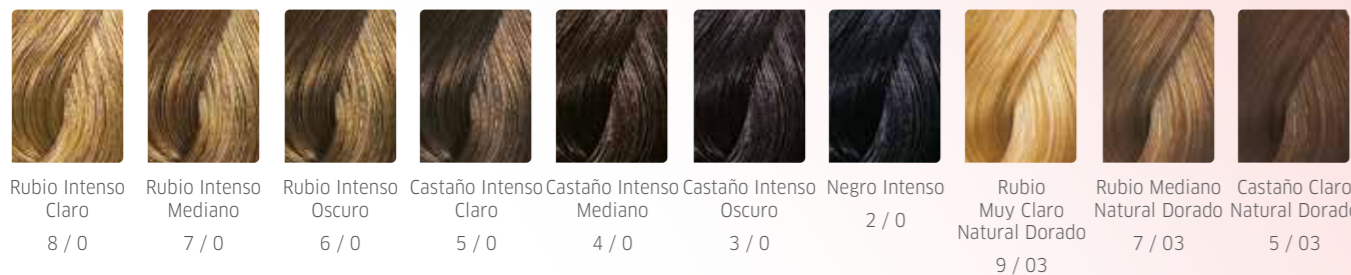 Rubio Intenso
Claro
8 / 0
Rubio Intenso
Mediano
7 / 0
Rubio Intenso
Oscuro
6 / 0
Castaño Intenso
Claro
5 / 0
Castaño Intenso
Mediano
4 / 0
Castaño Intenso
Oscuro
3 / 0
Negro Intenso
2 / 0
Rubio
Muy Claro
Natural Dorado
9 / 03
Rubio Mediano
Natural Dorado
7 / 03
Castaño Claro
Natural Dorado
5 / 03